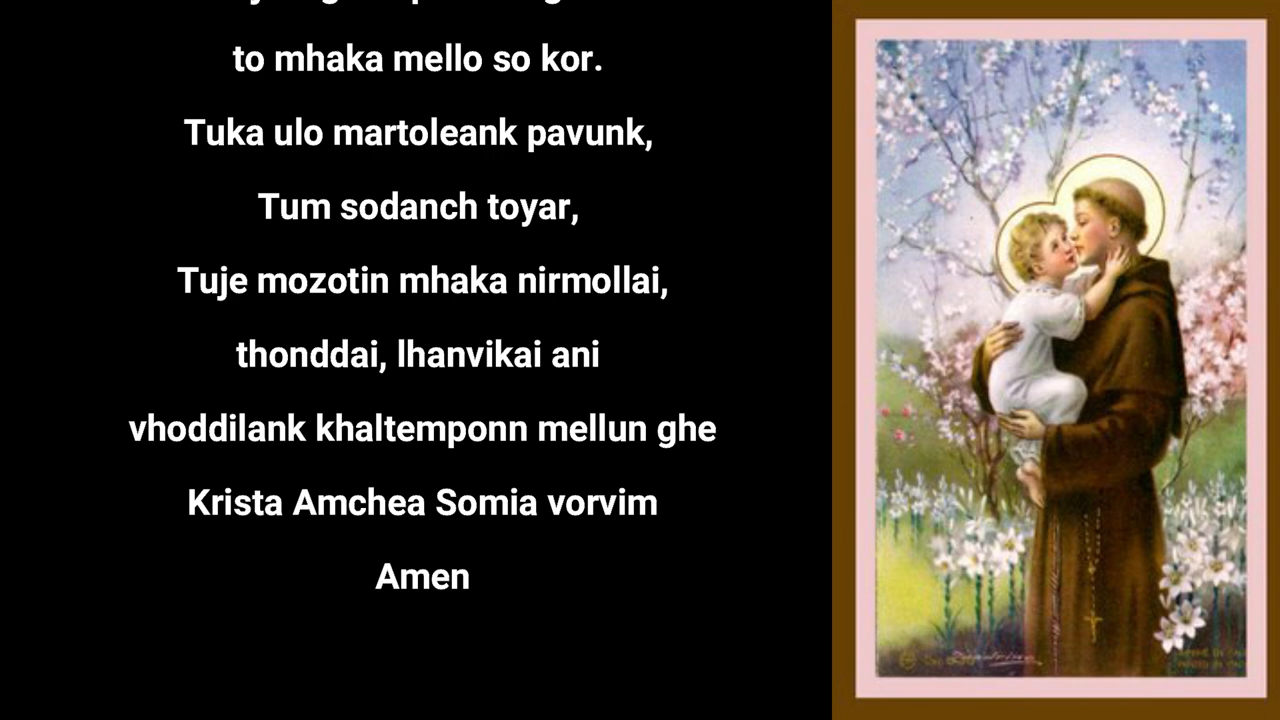 to mhaka mello so kor.
Tuka ulo martoleank pavunk,
Tum sodanch toyar,
Tuje mozotin mhaka nirmollai,
thonddai, lhanvikai ani
vhoddilank khaltemponn mellun ghe
Krista Amchea Somia vorvim
Amen